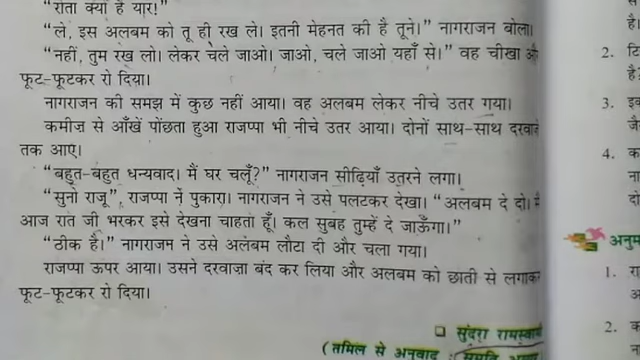 "रोता क्यों है यार!"
"ले, इस अलबम को तू ही रख ले। इतनी मेहनत की है तूने।" नागराजन बोला।
"नहीं, तुम रख लो। लेकर चले जाओ। जाओ, चले जाओ यहाँ से।" वह चीखा और
फूट-फूटकर रो दिया।
नागराजन की समझ में कुछ नहीं आया। वह अलबम लेकर नीचे उतर गया।
कमीज़ से आँखें पोंछता हुआ राजप्पा भी नीचे उतर आया। दोनों साथ-साथ दरवाजे
तक आए।
"बहुत-बहुत धन्यवाद। मैं घर चलूँ?" नागराजन सीढ़ियाँ उतरने लगा।
"सुनो राजू", राजप्पा ने पुकारा। नागराजन ने उसे पलटकर देखा। "अलबम दे दो। मैं
आज रात जी भरकर इसे देखना चाहता हूँ। कल सुबह तुम्हें दे जाऊँगा।"
"ठीक है।" नागराजन ने उसे अलबम लौटा दी और चला गया।
राजप्पा ऊपर आया। उसने दरवाज़ा बंद कर लिया और अलबम को छाती से लगाकर
फूट-फूटकर रो दिया।
सुंदरा रामस्वामी
(तमिल से अनुवाद :
है।
2. टि
है?
3.
4. क
ना
दो
अनुम
1. रा
2. क